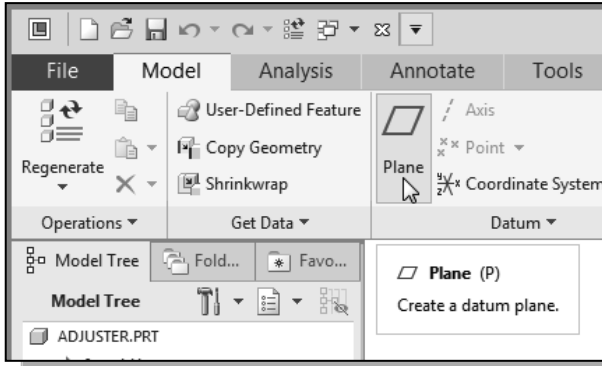 File Model Analysis Annotate Tools
Regenerate
User-Defined Feature
Copy Geometry
Shrinkwrap
Plane
Axis
Point
Coordinate System
Operations Get Data Datum
Model Tree Fold... Favo...
Model Tree
ADJUSTER.PRT
Plane (P)
Create a datum plane.